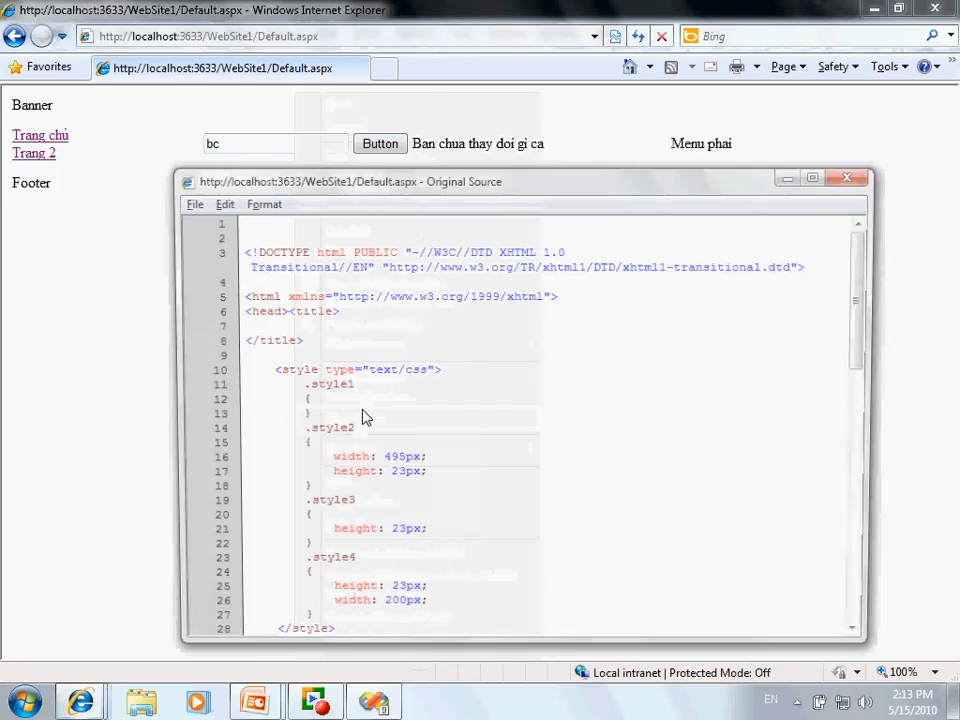 http://localhost:3633/WebSite1/Default.aspx - Windows Internet Explorer
http://localhost:3633/WebSite1/Default.aspx
Bing
Favorites
http://localhost:3633/WebSite1/Default.aspx
Page
Safety
Tools
Banner
Trang chủ
Trang 2
bc
Button
Ban chua thay doi gi ca
Menu phai
Footer
http://localhost:3633/WebSite1/Default.aspx - Original Source
File Edit Format
1
2
3 <!DOCTYPE html PUBLIC "-//W3C//DTD XHTML 1.0
Transitional//EN" "http://www.w3.org/TR/xhtml1/DTD/xhtml1-transitional.dtd">
4
5 <html xmlns="http://www.w3.org/1999/xhtml">
6 <head><title>
7
8 </title>
9
10 <style type="text/css">
11 .style1
12 {
13 }
14 .style2
15 {
16 width: 495px;
17 height: 23px;
18 }
19 .style3
20 {
21 height: 23px;
22 }
23 .style4
24 {
25 height: 23px;
26 width: 200px;
27 }
28 </style>
Local intranet | Protected Mode: Off
100%
EN
2:13 PM
5/15/2010